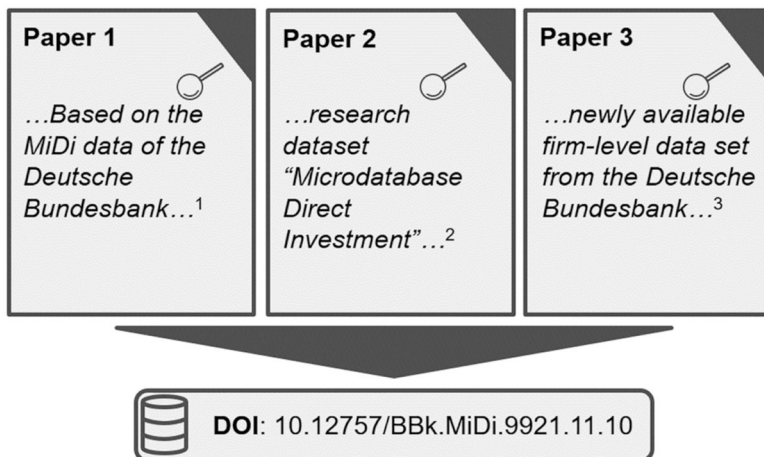 Paper 1
…Based on the
MiDi data of the
Deutsche
Bundesbank…¹
Paper 2
…research
dataset
“Microdatabase
Direct
Investment”…²
Paper 3
…newly available
firm-level data set
from the Deutsche
Bundesbank…³
DOI: 10.12757/BBk.MiDi.9921.11.10